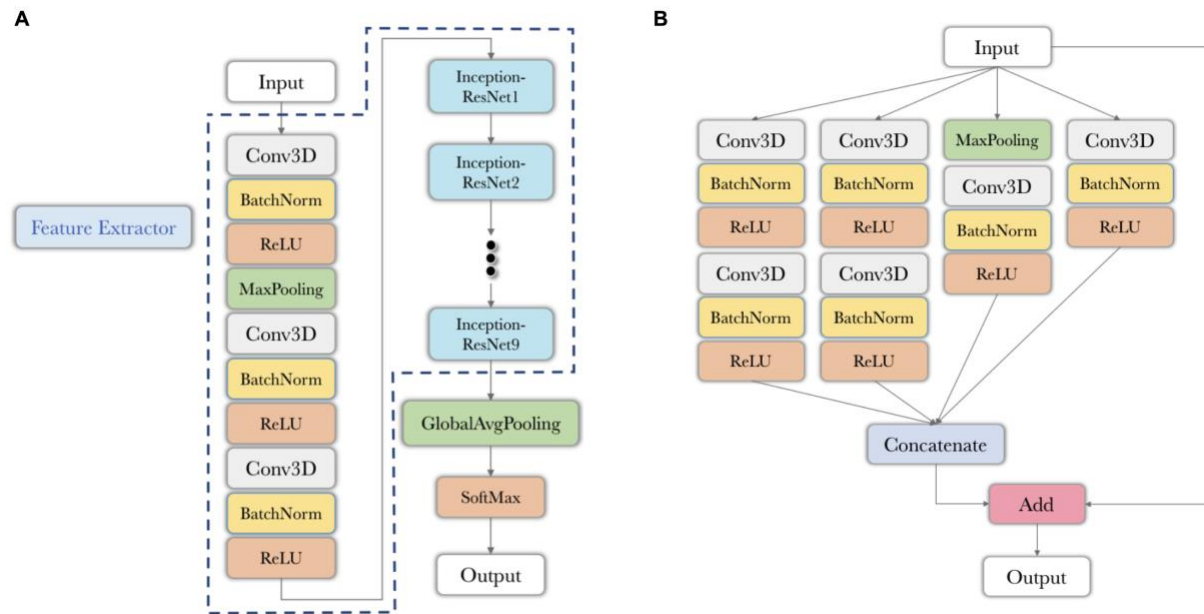 A
Input
Conv3D
BatchNorm
ReLU
MaxPooling
Conv3D
BatchNorm
ReLU
Conv3D
BatchNorm
ReLU
Feature Extractor
Inception-
ResNet1
Inception-
ResNet2
Inception-
ResNet9
GlobalAvgPooling
SoftMax
Output
B
Input
Conv3D
BatchNorm
ReLU
Conv3D
BatchNorm
ReLU
Conv3D
BatchNorm
ReLU
Conv3D
BatchNorm
ReLU
MaxPooling
Conv3D
BatchNorm
ReLU
Conv3D
BatchNorm
ReLU
Concatenate
Add
Output